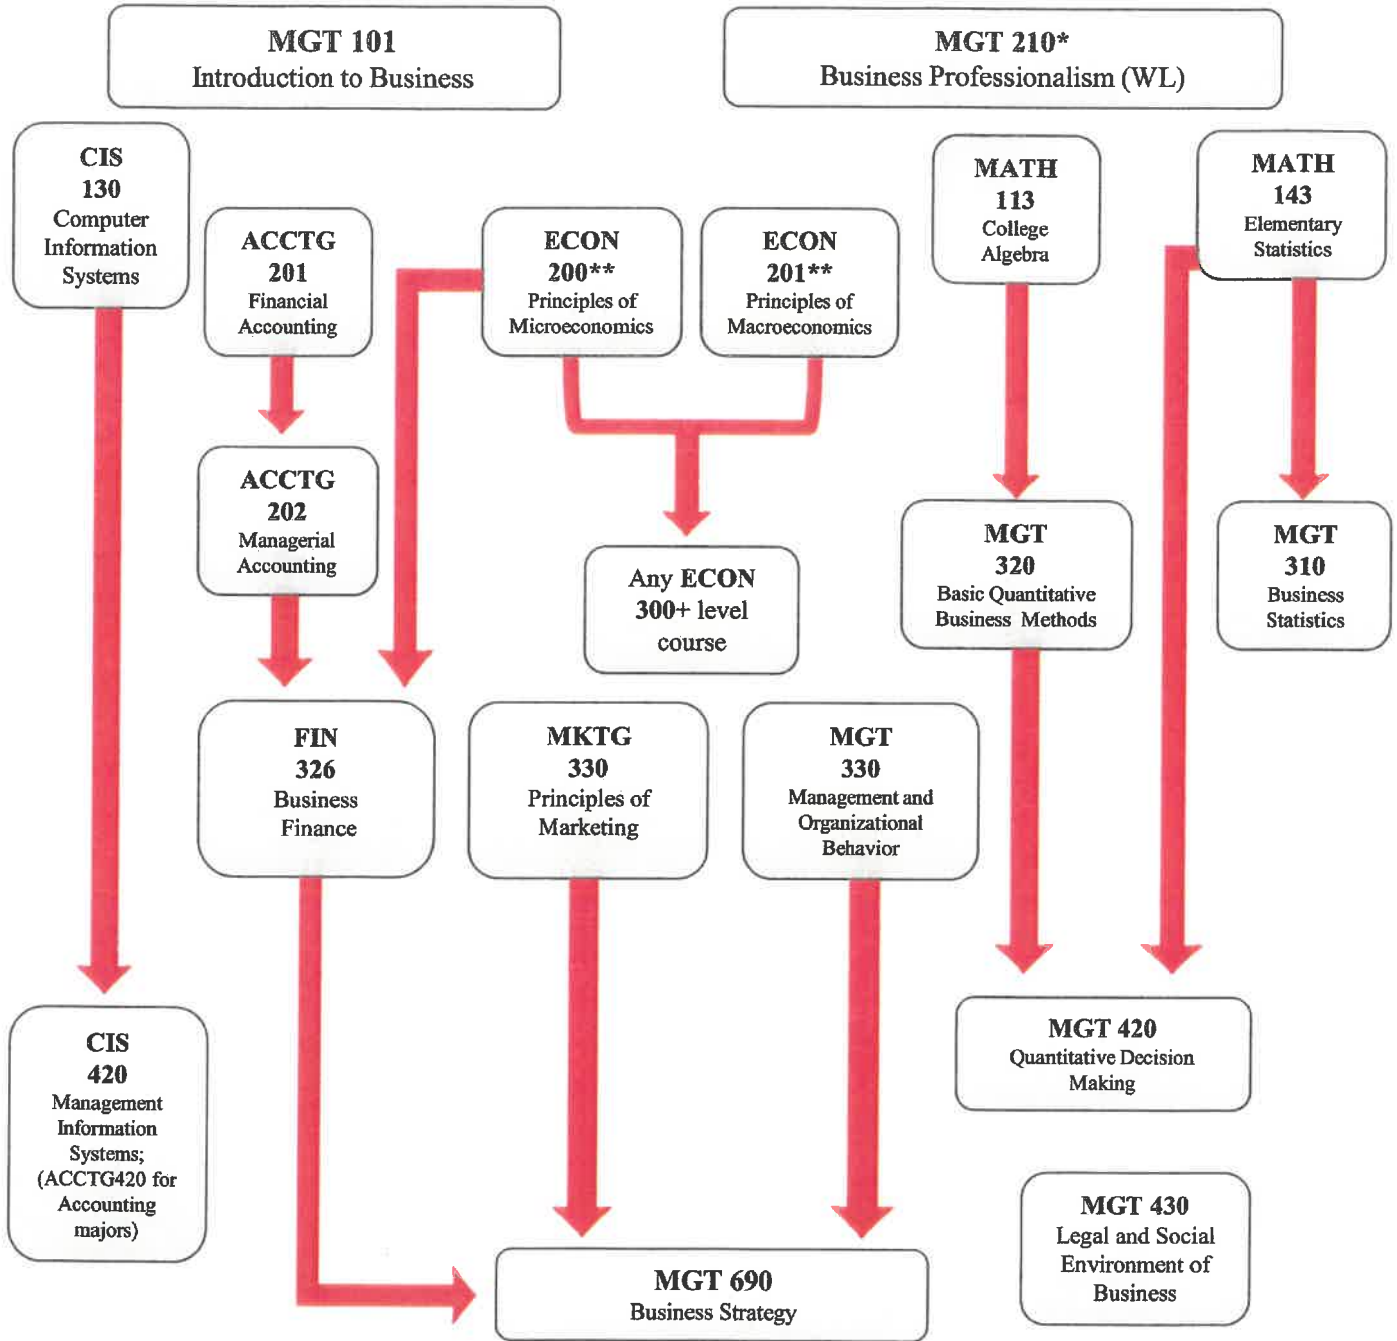 MGT 101
Introduction to Business
MGT 210*
Business Professionalism (WL)
CIS
130
Computer
Information
Systems
ACCTG
201
Financial
Accounting
ECON
200**
Principles of
Microeconomics
ECON
201**
Principles of
Macroeconomics
MATH
113
College
Algebra
MATH
143
Elementary
Statistics
ACCTG
202
Managerial
Accounting
Any ECON
300+ level
course
MGT
320
Basic Quantitative
Business Methods
MGT
310
Business
Statistics
FIN
326
Business
Finance
MKTG
330
Principles of
Marketing
MGT
330
Management and
Organizational
Behavior
CIS
420
Management
Information
Systems;
(ACCTG420 for
Accounting
majors)
MGT 420
Quantitative Decision
Making
MGT 430
Legal and Social
Environment of
Business
MGT 690
Business Strategy